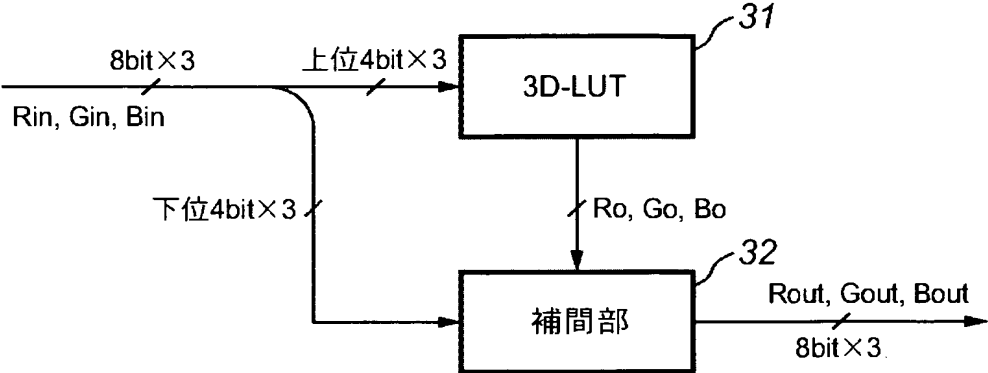 31
8bit×3
上位4bit×3
3D-LUT
Rin, Gin, Bin
下位4bit×3
Ro, Go, Bo
32
補間部
Rout, Gout, Bout
8bit×3